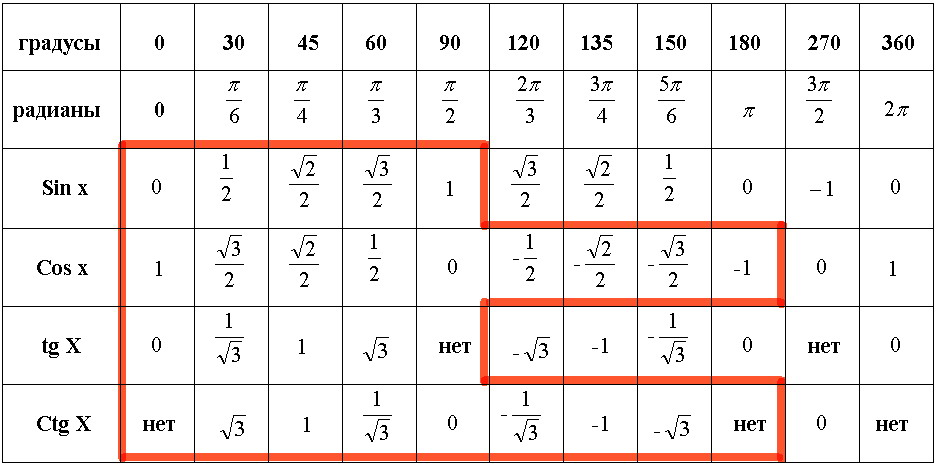 градусы 0 30 45 60 90 120 135 150 180 270 360
радианы 0 π/6 π/4 π/3 π/2 2π/3 3π/4 5π/6 π 3π/2 2π
Sin x 0 1/2 √2/2 √3/2 1 √3/2 √2/2 1/2 0 −1 0
Cos x 1 √3/2 √2/2 1/2 0 -1/2 -√2/2 -√3/2 -1 0 1
tg X 0 1/√3 1 √3 нет -√3 -1 -1/√3 0 нет 0
Ctg X нет √3 1 1/√3 0 -1/√3 -1 -√3 нет 0 нет